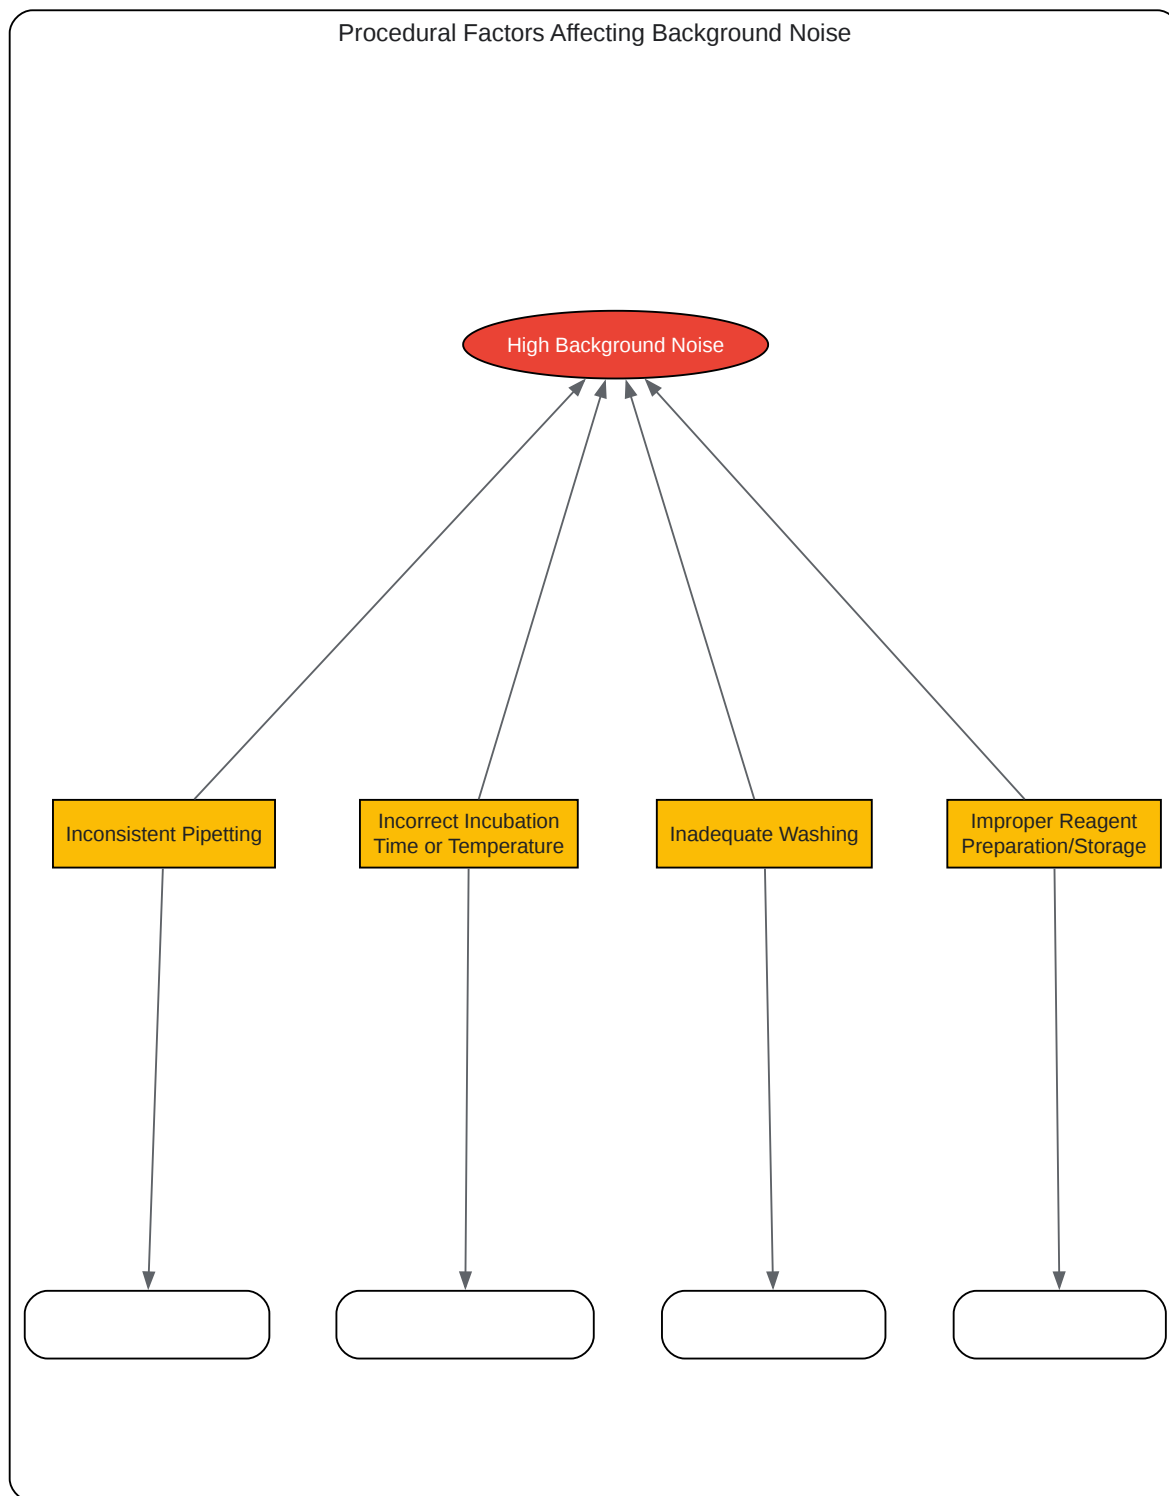 Procedural Factors Affecting Background Noise
High Background Noise
Inconsistent Pipetting
Incorrect Incubation
Time or Temperature
Inadequate Washing
Improper Reagent
Preparation/Storage